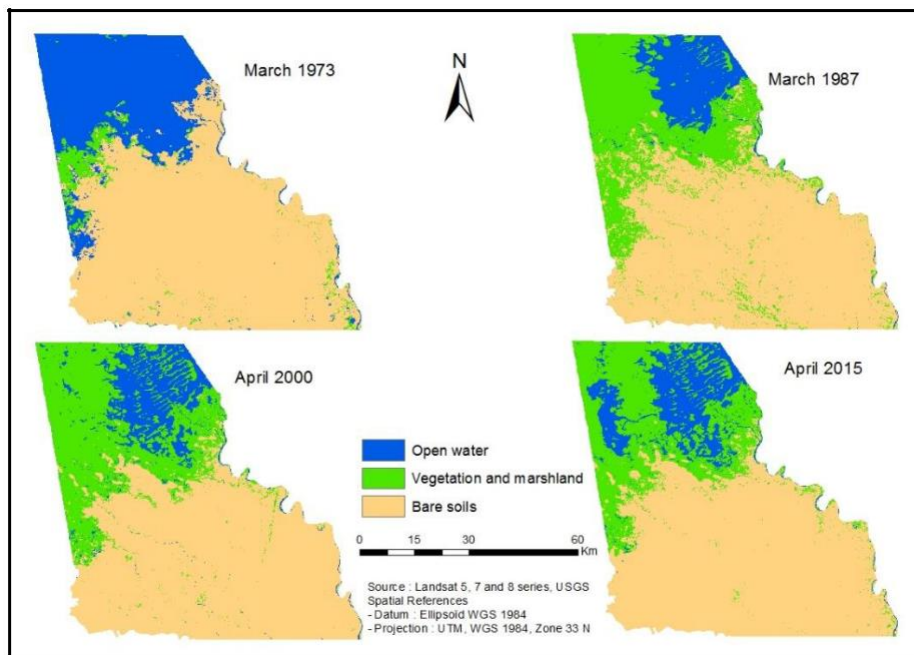 March 1973
N
March 1987
April 2000
April 2015
Open water
Vegetation and marshland
Bare soils
0 15 30 60
Km
Source : Landsat 5, 7 and 8 series, USGS
Spatial References
- Datum : Ellipsoid WGS 1984
- Projection : UTM, WGS 1984, Zone 33 N